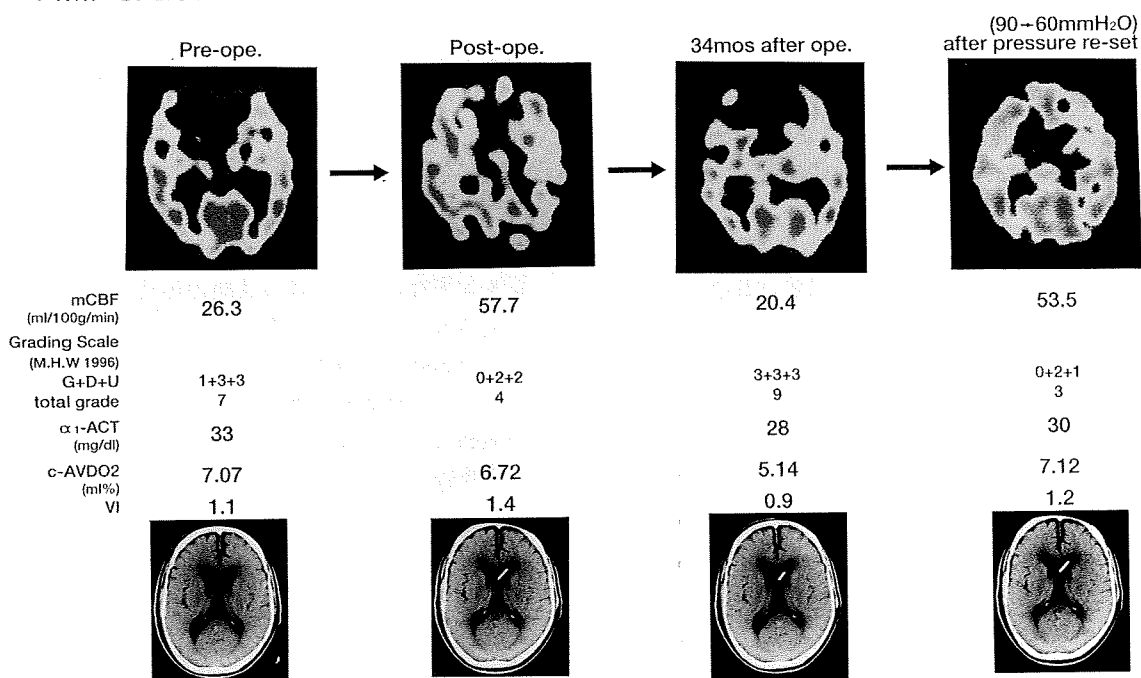 (90→60mmH₂O)
Pre-ope. Post-ope. 34mos after ope. after pressure re-set
mCBF 26.3 57.7 20.4 53.5
(ml/100g/min)
Grading Scale
(M.H.W 1996)
G+D+U 1+3+3 0+2+2 3+3+3 0+2+1
total grade 7 4 9 3
α₁-ACT 33 28 30
(mg/dl)
c-AVDO2 7.07 6.72 5.14 7.12
(ml%)
VI 1.1 1.4 0.9 1.2